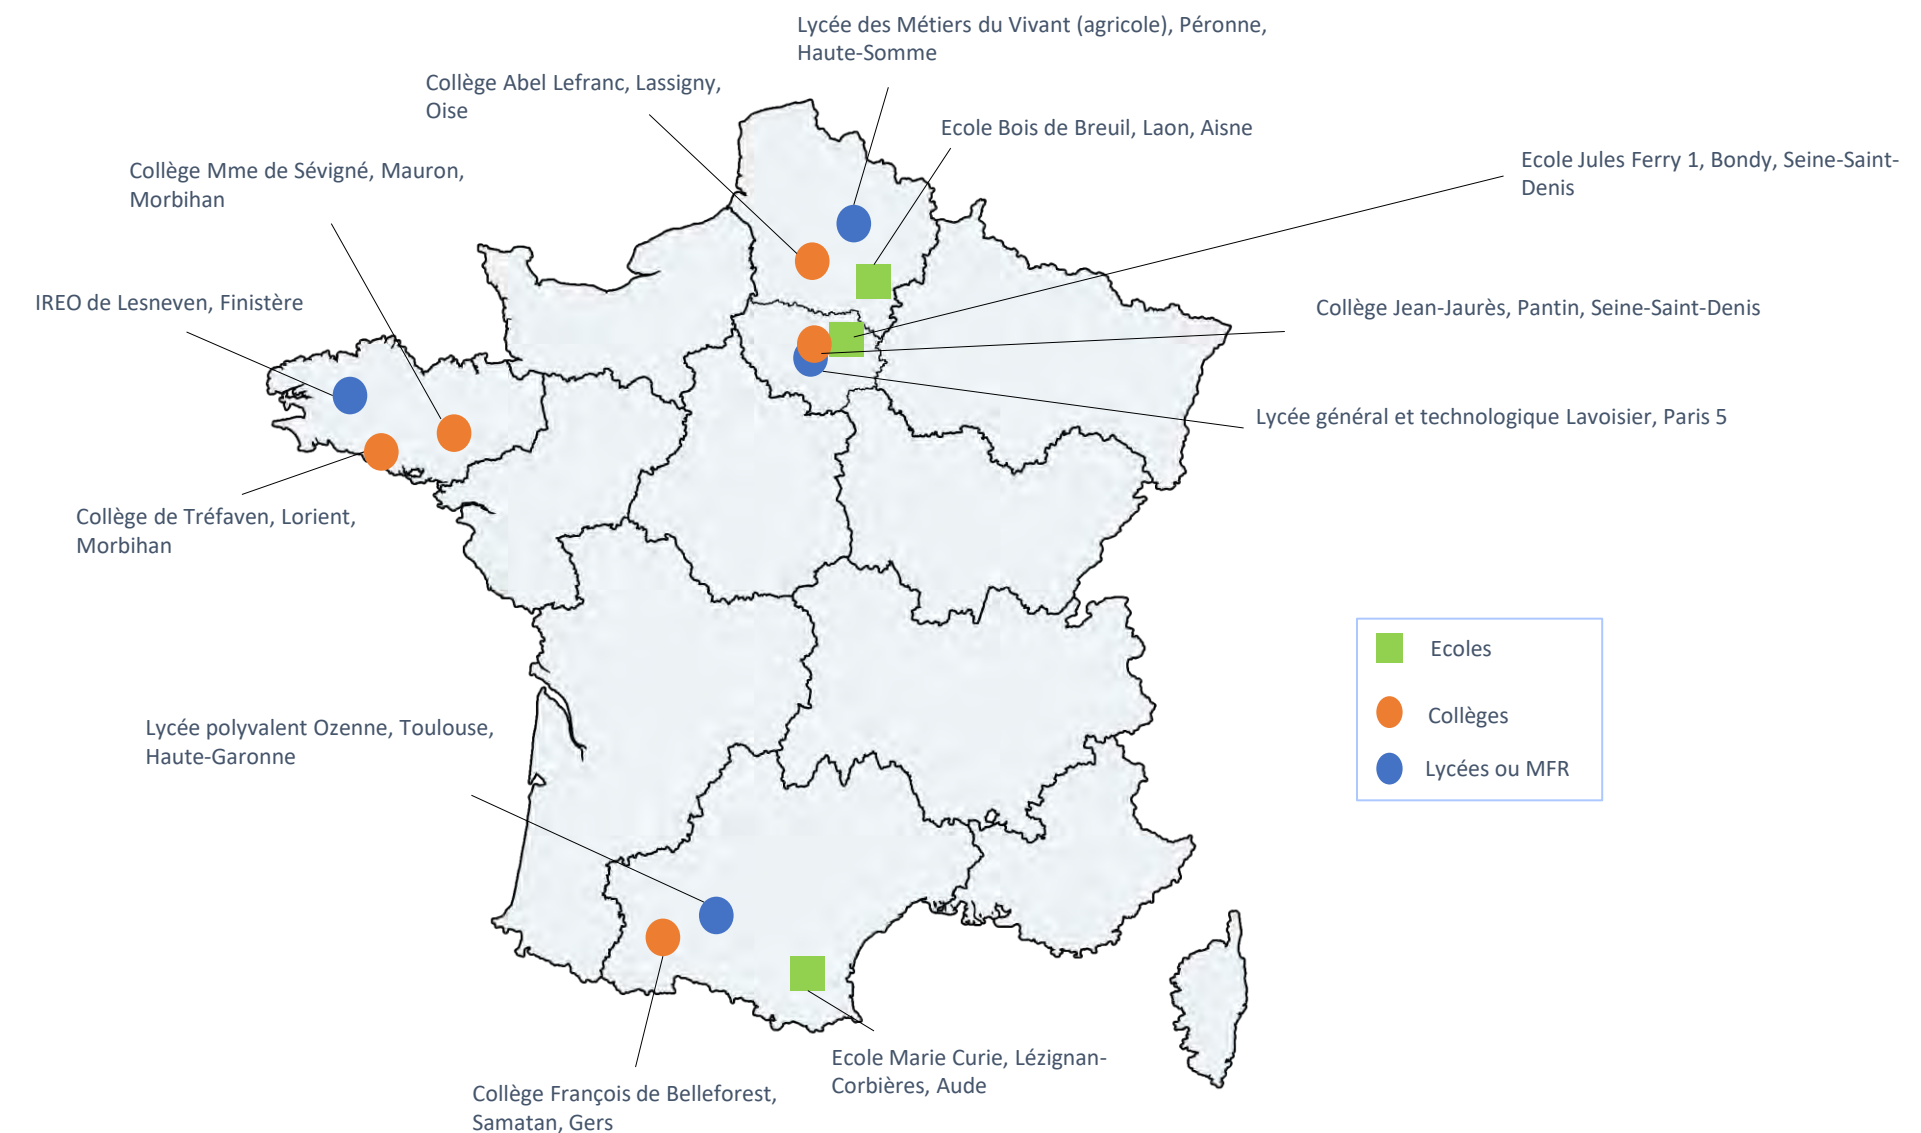 Lycée des Métiers du Vivant (agricole), Péronne,
Haute-Somme
Collège Abel Lefranc, Lassigny,
Oise
Ecole Bois de Breuil, Laon, Aisne
Ecole Jules Ferry 1, Bondy, Seine-Saint-
Denis
Collège Mme de Sévigné, Mauron,
Morbihan
IREO de Lesneven, Finistère
Collège Jean-Jaurès, Pantin, Seine-Saint-Denis
Lycée général et technologique Lavoisier, Paris 5
Collège de Tréfaven, Lorient,
Morbihan
Ecoles
Collèges
Lycées ou MFR
Lycée polyvalent Ozenne, Toulouse,
Haute-Garonne
Ecole Marie Curie, Lézignan-
Corbières, Aude
Collège François de Belleforest,
Samatan, Gers